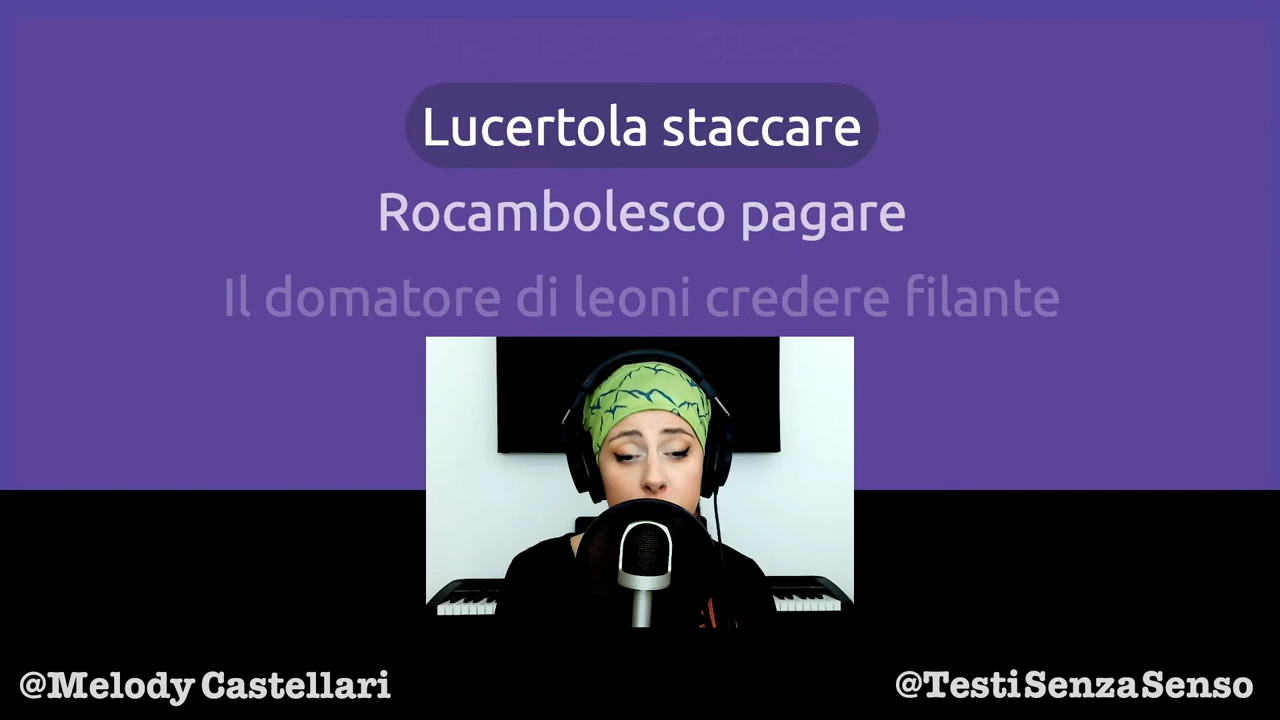 Lucertola staccare
Rocambolesco pagare
Il domatore di leoni credere filante
@Melody Castellari
@TestiSenzaSenso